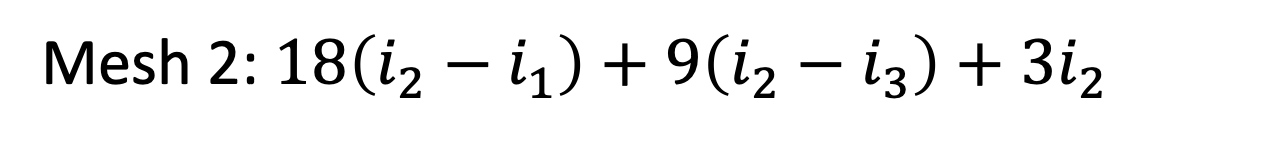 Mesh 2: 18(i₂ − i₁) + 9(i₂ − i₃) + 3i₂